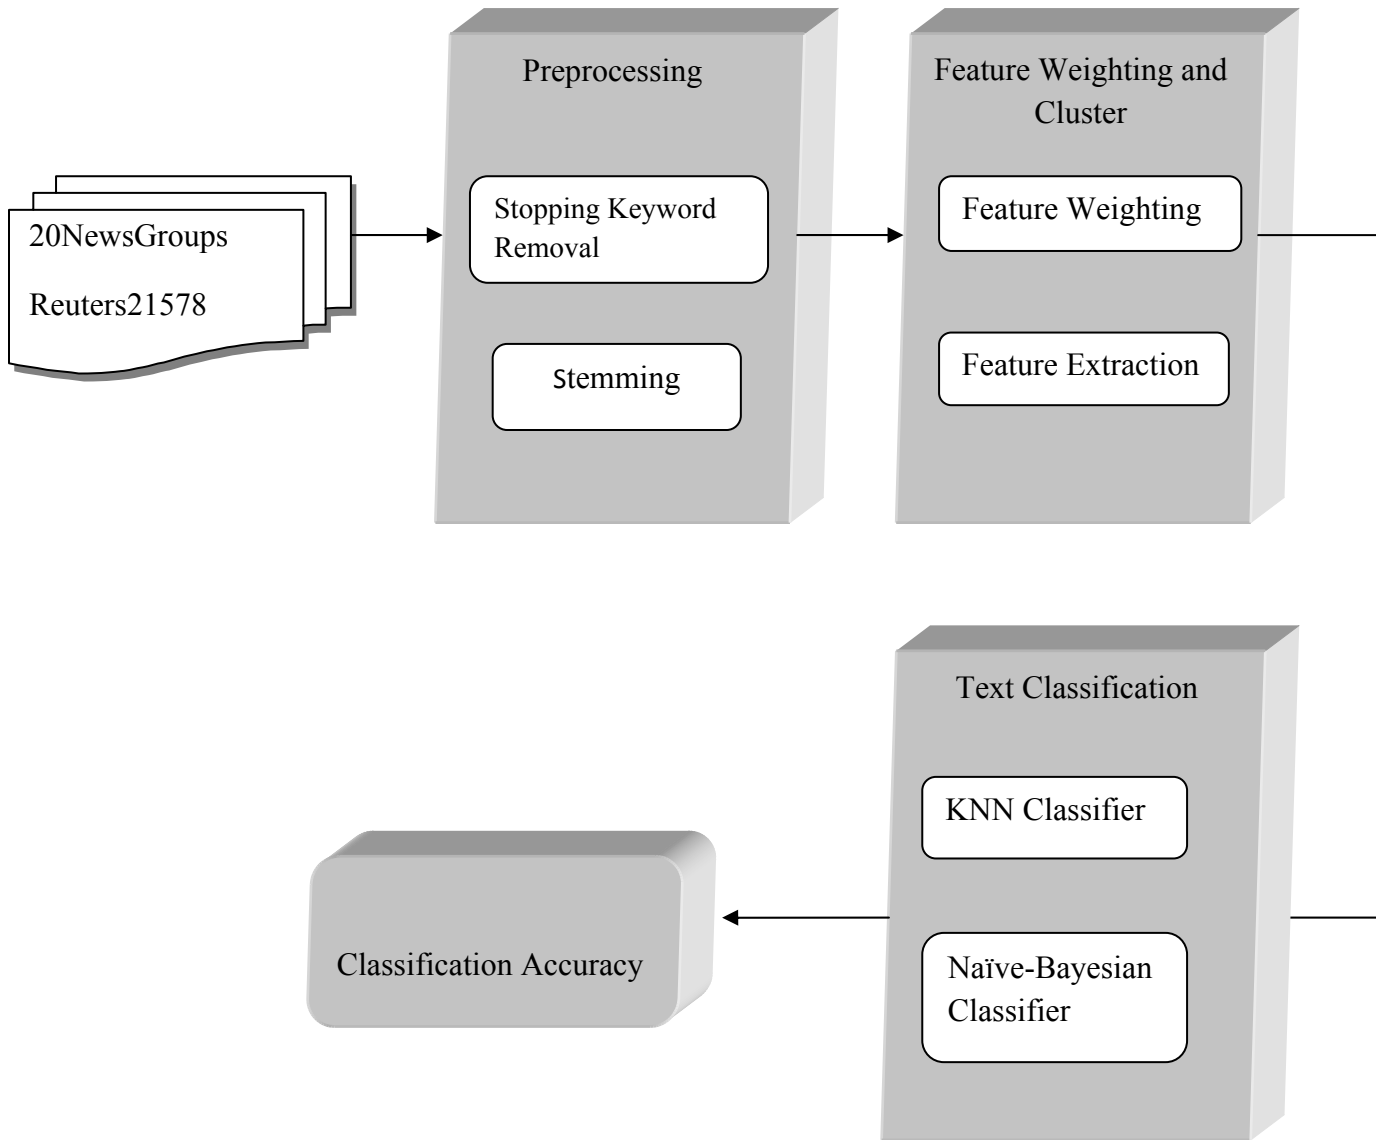 20NewsGroups
Reuters21578
Preprocessing
Stopping Keyword
Removal
Stemming
Feature Weighting and
Cluster
Feature Weighting
Feature Extraction
Text Classification
KNN Classifier
Naïve-Bayesian
Classifier
Classification Accuracy